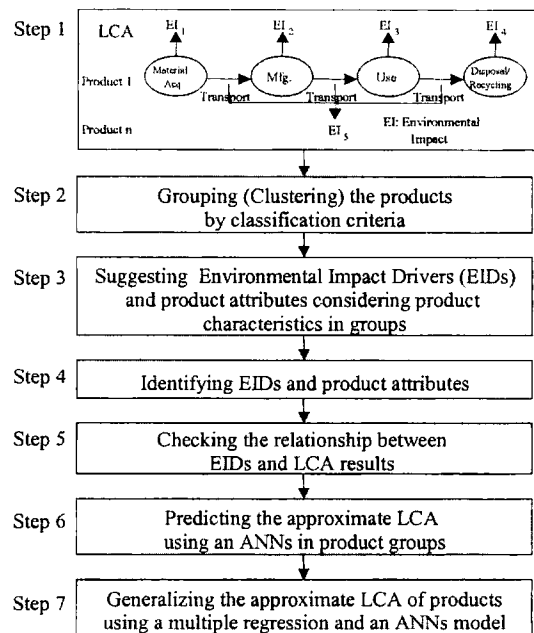 Step 1
LCA
EI1 EI2 EI3 EI4
Product 1
Material Acq
Mfg.
Use
Disposal/ Recycling
Transport Transport Transport
Product n
EI5
EI: Environmental Impact
Step 2
Grouping (Clustering) the products
by classification criteria
Step 3
Suggesting Environmental Impact Drivers (EIDs)
and product attributes considering product
characteristics in groups
Step 4
Identifying EIDs and product attributes
Step 5
Checking the relationship between
EIDs and LCA results
Step 6
Predicting the approximate LCA
using an ANNs in product groups
Step 7
Generalizing the approximate LCA of products
using a multiple regression and an ANNs model